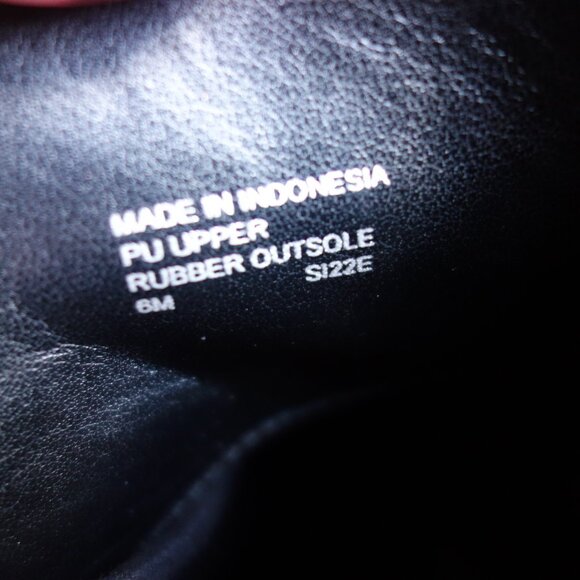 MADE IN INDONESIA
PU UPPER
RUBBER OUTSOLE
6M SI22E